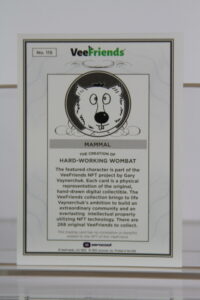 No. 115
VeeFriends
MAMMAL
THE CREATION OF
HARD-WORKING WOMBAT
The featured character is part of the
VeeFriends NFT project by Gary
Vaynerchuk. Each card is a physical
representation of the original,
hand-drawn digital collectible. The
VeeFriends collection brings to life
Vaynerchuk's ambition to build an
extraordinary community and an
everlasting intellectual property
utilizing NFT technology. There are
268 original VeeFriends to collect.